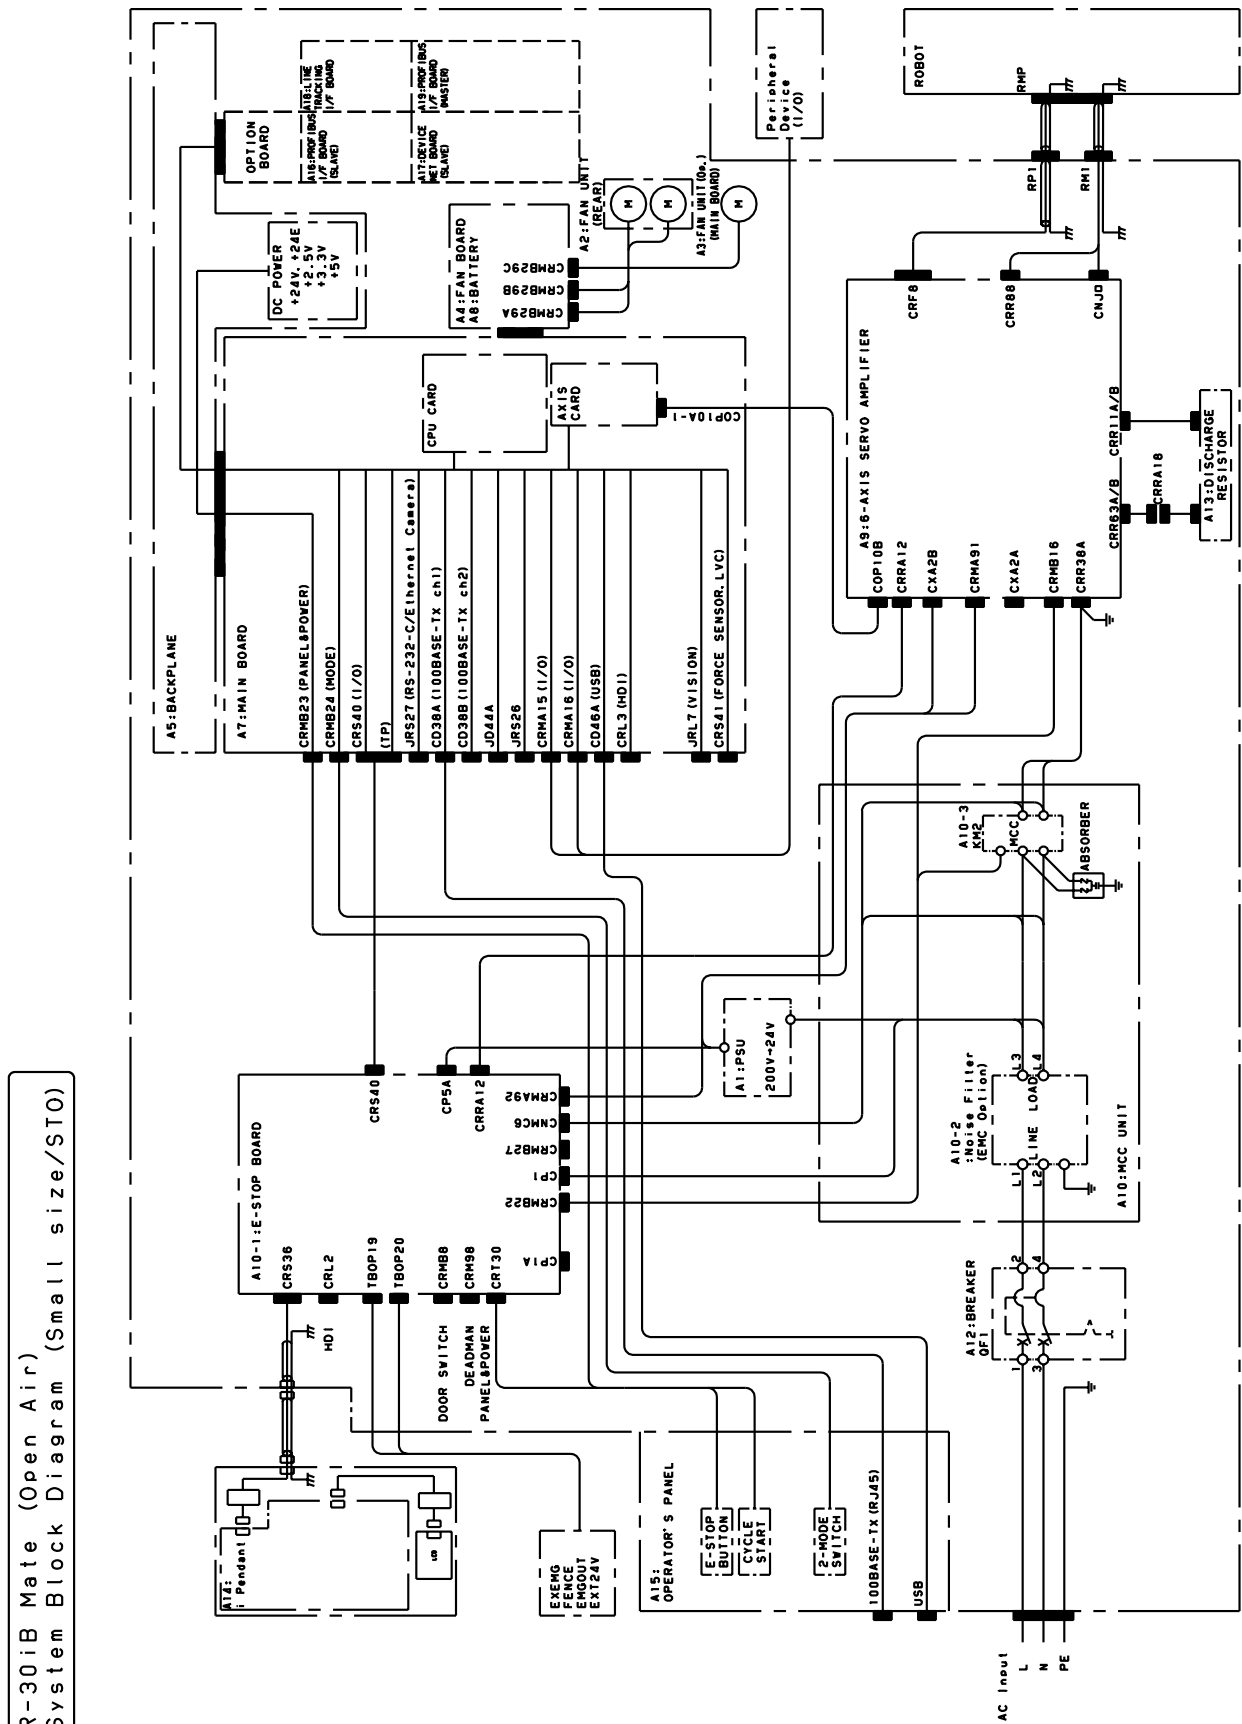 R-30iB Mate (Open Air)
System Block Diagram (Small size/STO)
A5:BACKPLANE
OPTION
BOARD
A16:PROFIBUS
I/F BOARD
(SLAVE)
A18:LINE
TRACKING
I/F BOARD
A17:DEVICE
NET BOARD
(SLAVE)
A19:PROFIBUS
I/F BOARD
(MASTER)
DC POWER
+24V, +24E
+2.5V
+3.3V
+5V
A4:FAN BOARD
A8:BATTERY
CRMB29A
CRMB29B
CRMB29C
A2:FAN UNIT
(REAR)
M
M
A3:FAN UNIT(Op.)
(MAIN BOARD)
M
Peripheral
Device
(I/O)
ROBOT
RMP
RP1
RM1
A7:MAIN BOARD
CPU CARD
AXIS
CARD
COP10A-1
CRMB23 (PANEL&POWER)
CRMB24 (MODE)
CRS40 (I/O)
(TP)
JRS27 (RS-232-C/Ethernet Camera)
CD38A (100BASE-TX ch1)
CD38B (100BASE-TX ch2)
JD44A
JRS26
CRMA15 (I/O)
CRMA16 (I/O)
CD46A (USB)
CRL3 (HDI)
JRL7 (VISION)
CRS41 (FORCE SENSOR, LVC)
A9:6-AXIS SERVO AMPLIFIER
CRF8
CRR88
CNJ0
CRR11A/B
CRR63A/B
CRRA18
A13:DISCHARGE
RESISTOR
COP10B
CRRA12
CXA2B
CRMA91
CXA2A
CRMB16
CRR38A
A10-3
KM2
MCC
ABSORBER
Z
Z
A10-1:E-STOP BOARD
CRS40
CP5A
CRRA12
CRMA92
CNMC6
CRMB27
CP1
CRMB22
CP1A
CRS36
CRL2
TBOP19
TBOP20
CRMB8
CRM98
CRT30
A1:PSU
200V→24V
A10-2
:Noise Filter
(EMC Option)
L3
L4
LINE LOAD
L1
L2
A10:MCC UNIT
A12:BREAKER
QF1
2
4
1
3
HDI
DOOR SWITCH
DEADMAN
PANEL&POWER
A14:
i Pendant
LCD
EXEMG
FENCE
EMGOUT
EXT24V
A15:
OPERATOR'S PANEL
E-STOP
BUTTON
CYCLE
START
2-MODE
SWITCH
100BASE-TX (RJ45)
USB
AC Input
L
N
PE